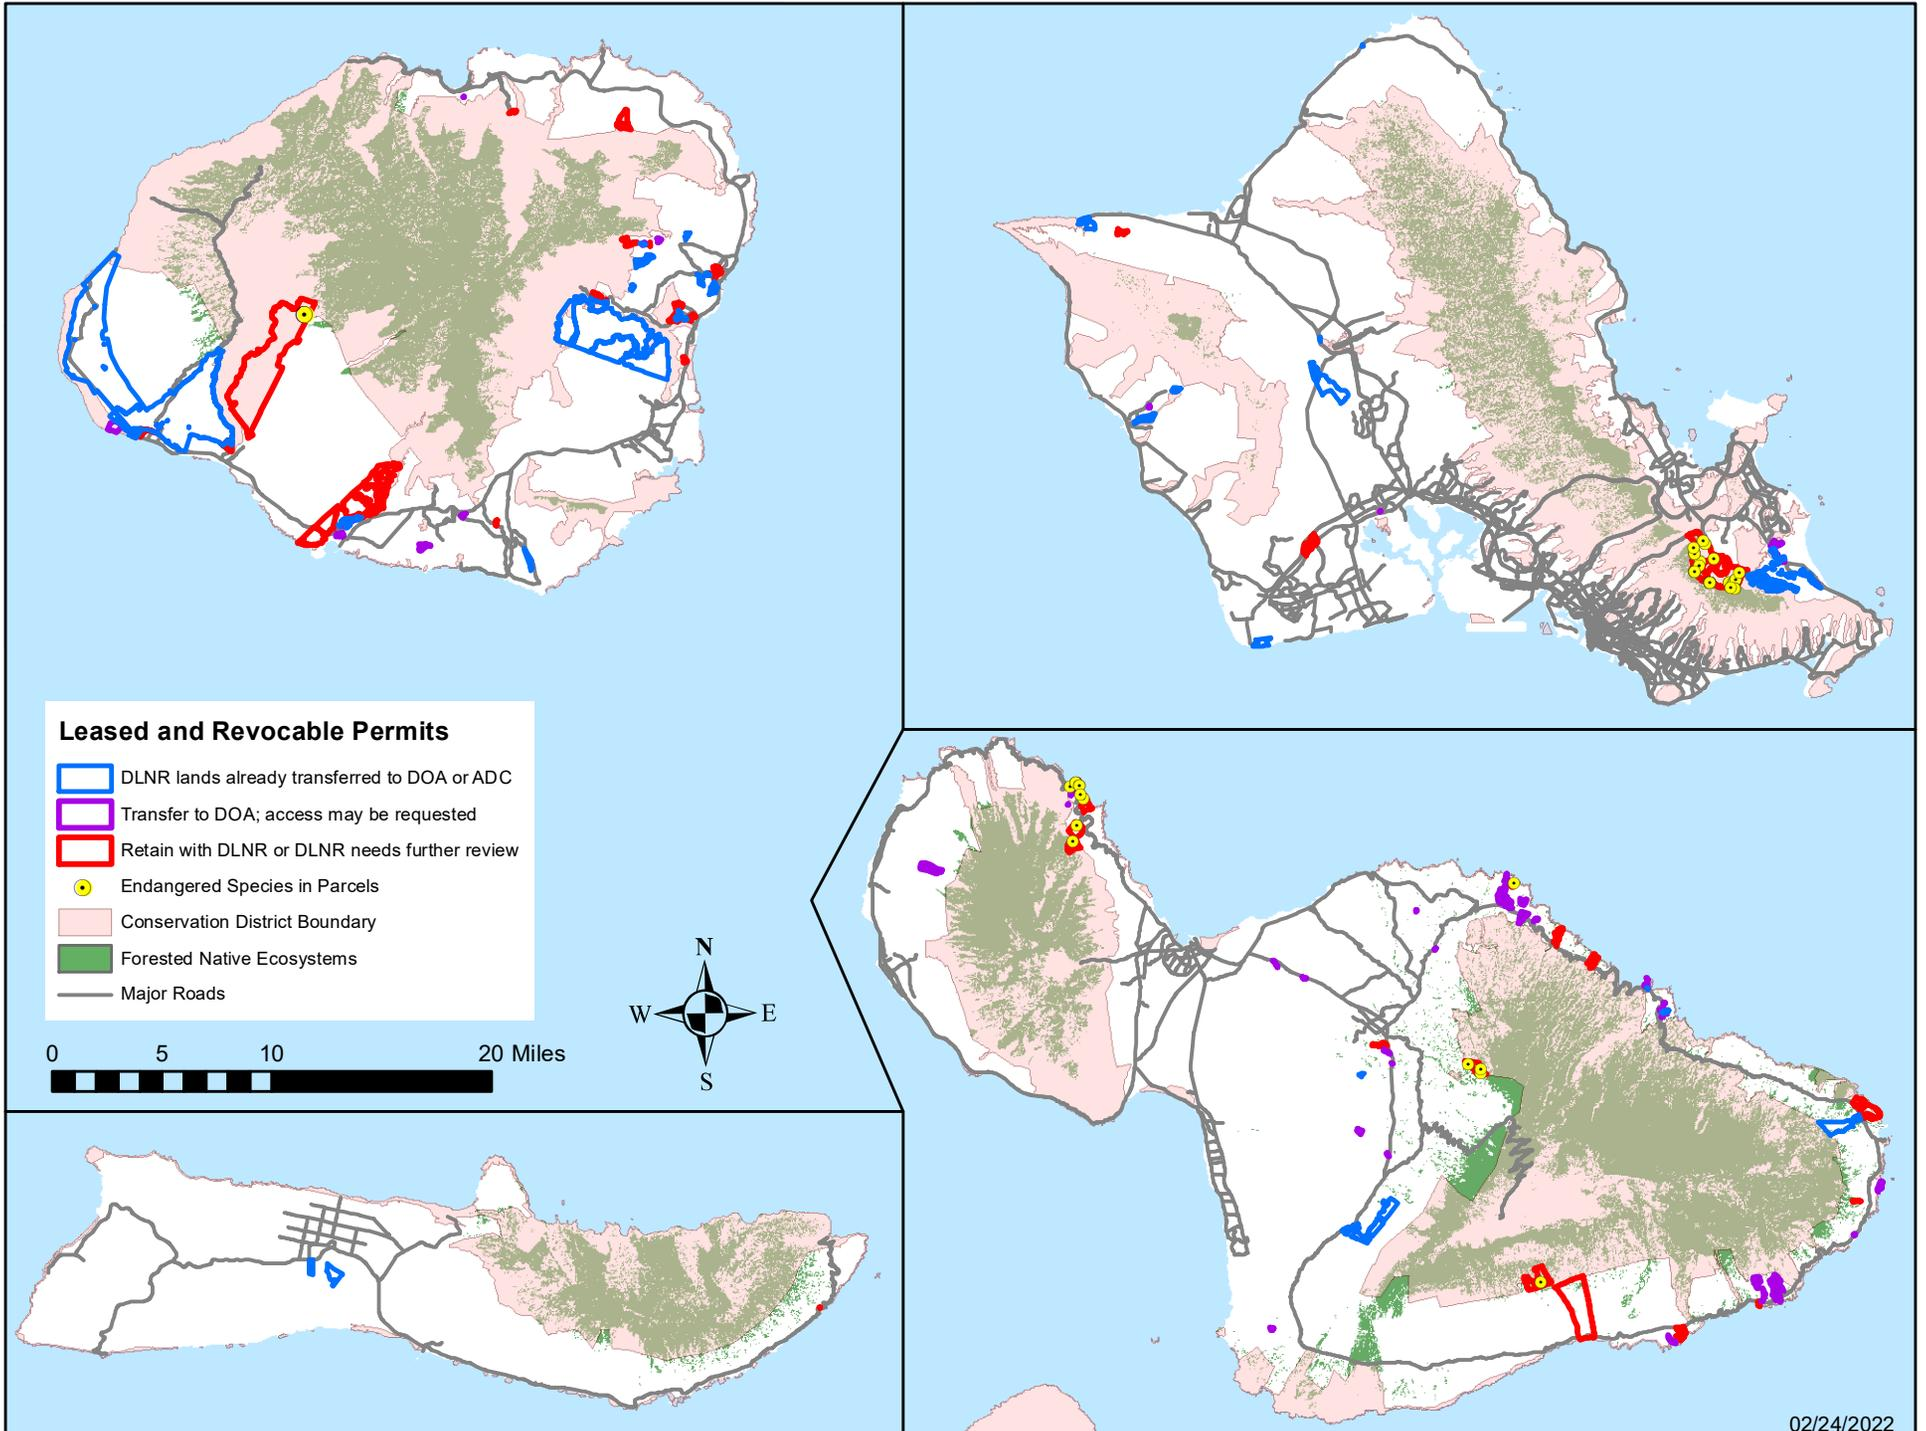 Leased and Revocable Permits
DLNR lands already transferred to DOA or ADC
Transfer to DOA; access may be requested
Retain with DLNR or DLNR needs further review
Endangered Species in Parcels
Conservation District Boundary
Forested Native Ecosystems
Major Roads
N
W E
S
0 5 10 20 Miles
02/24/2022